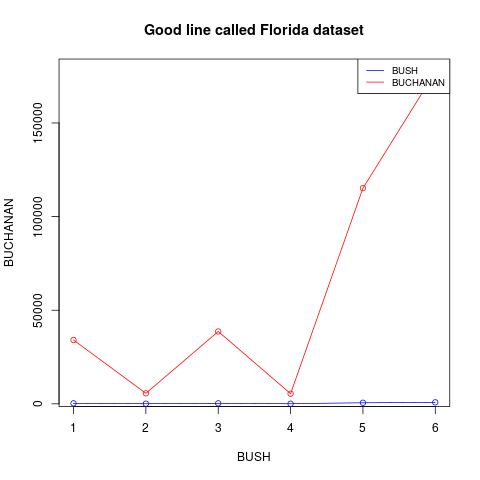 Good line called Florida dataset
BUSH
BUCHANAN
BUCHANAN
150000
100000
50000
0
1 2 3 4 5 6
BUSH